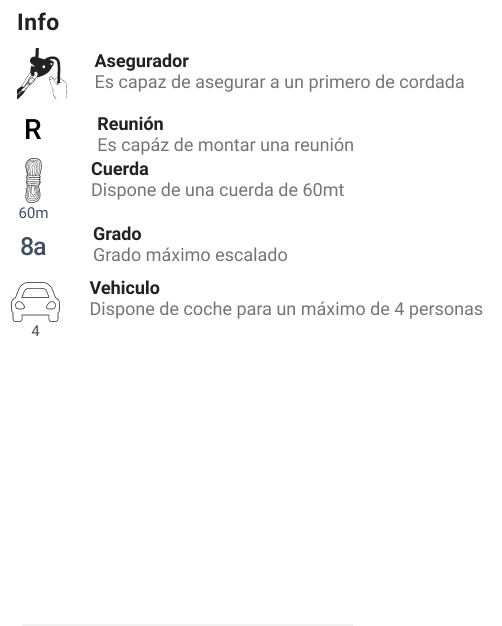 Info
Asegurador
Es capaz de asegurar a un primero de cordada
R
Reunión
Es capáz de montar una reunión
Cuerda
Dispone de una cuerda de 60mt
60m
8a
Grado
Grado máximo escalado
Vehiculo
Dispone de coche para un máximo de 4 personas
4